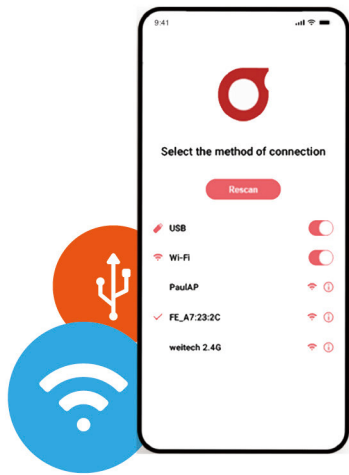 9:41
Select the method of connection
Rescan
USB
Wi-Fi
PaulAP
FE_A7:23:2C
weitech 2.4G